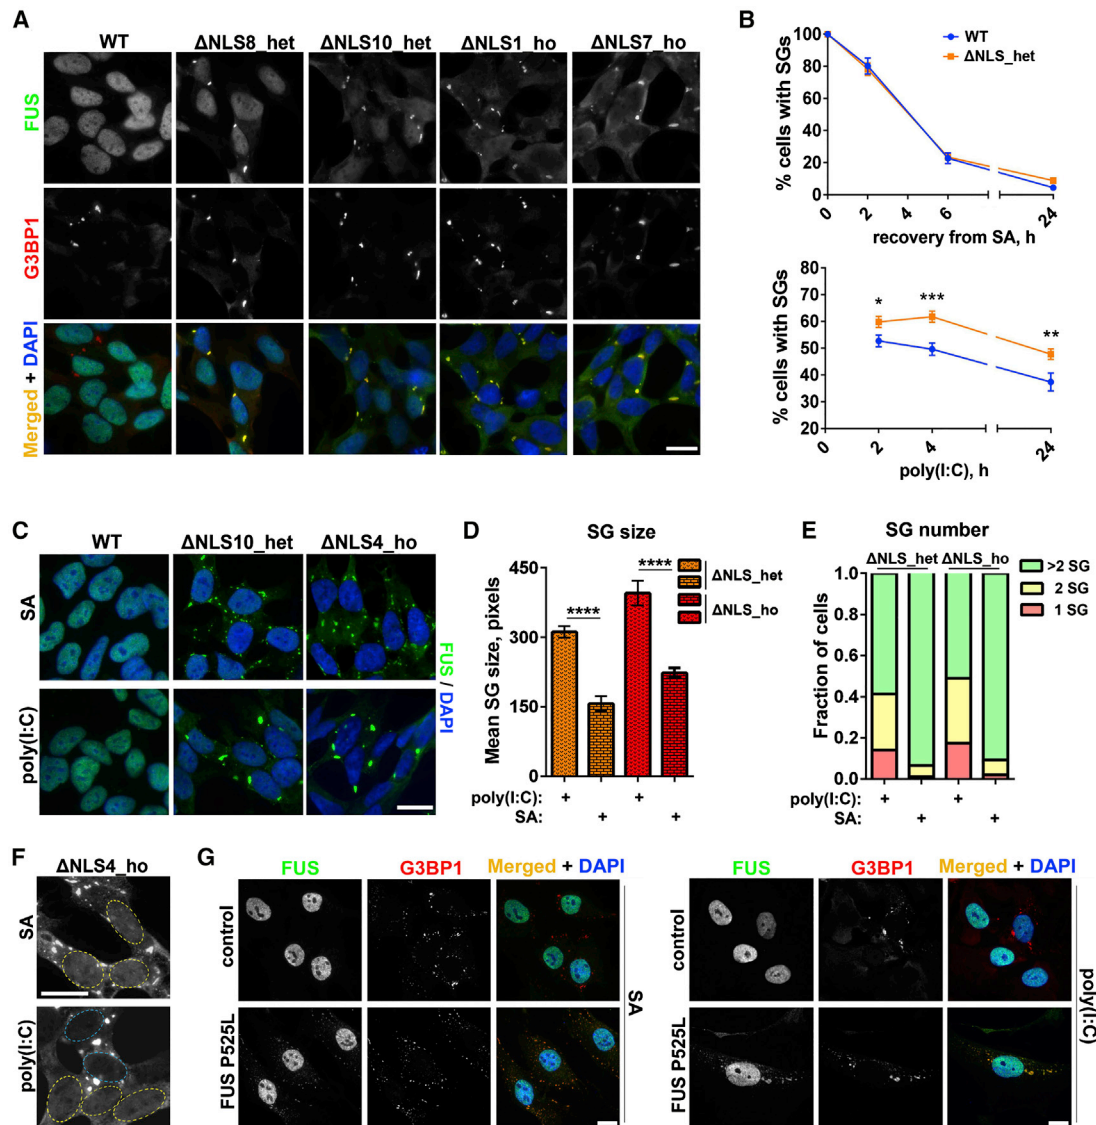 A
WT
ΔNLS8_het
ΔNLS10_het
ΔNLS1_ho
ΔNLS7_ho
FUS
G3BP1
Merged + DAPI
B
% cells with SGs
100
80
60
40
20
0
WT
ΔNLS_het
0
2
4
6
24
recovery from SA, h
% cells with SGs
80
70
60
50
40
30
20
*
***
**
2
4
24
poly(I:C), h
C
WT
ΔNLS10_het
ΔNLS4_ho
SA
poly(I:C)
FUS / DAPI
D
SG size
Mean SG size, pixels
450
300
150
0
****
****
ΔNLS_het
ΔNLS_ho
poly(I:C): + +
SA: + +
E
SG number
ΔNLS_het ΔNLS_ho
>2 SG
2 SG
1 SG
Fraction of cells
1.0
0.8
0.6
0.4
0.2
0.0
poly(I:C): + +
SA: + +
F
ΔNLS4_ho
SA
poly(I:C)
G
FUS
G3BP1
Merged + DAPI
control
FUS P525L
SA
FUS
G3BP1
Merged + DAPI
control
FUS P525L
poly(I:C)